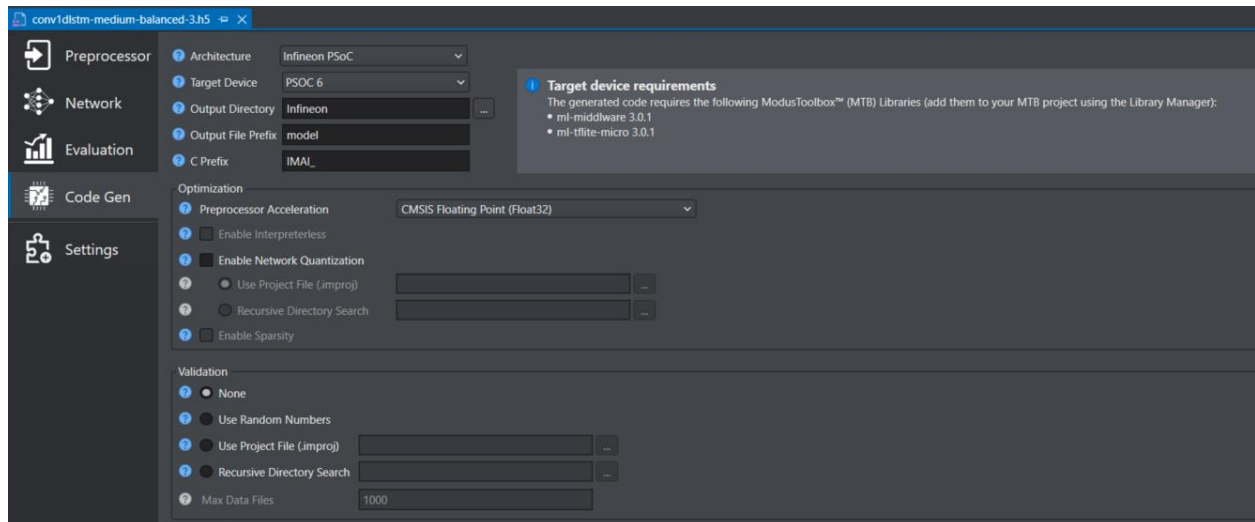 conv1dlstm-medium-balanced-3.h5
Preprocessor
Network
Evaluation
Code Gen
Settings
Architecture Infineon PSoC
Target Device PSOC 6
Output Directory Infineon ...
Output File Prefix model
C Prefix IMAI_
Target device requirements
The generated code requires the following ModusToolbox™ (MTB) Libraries (add them to your MTB project using the Library Manager):
• ml-middlware 3.0.1
• ml-tflite-micro 3.0.1
Optimization
Preprocessor Acceleration CMSIS Floating Point (Float32)
Enable Interpreterless
Enable Network Quantization
Use Project File (.improj) ...
Recursive Directory Search ...
Enable Sparsity
Validation
None
Use Random Numbers
Use Project File (.improj) ...
Recursive Directory Search ...
Max Data Files 1000